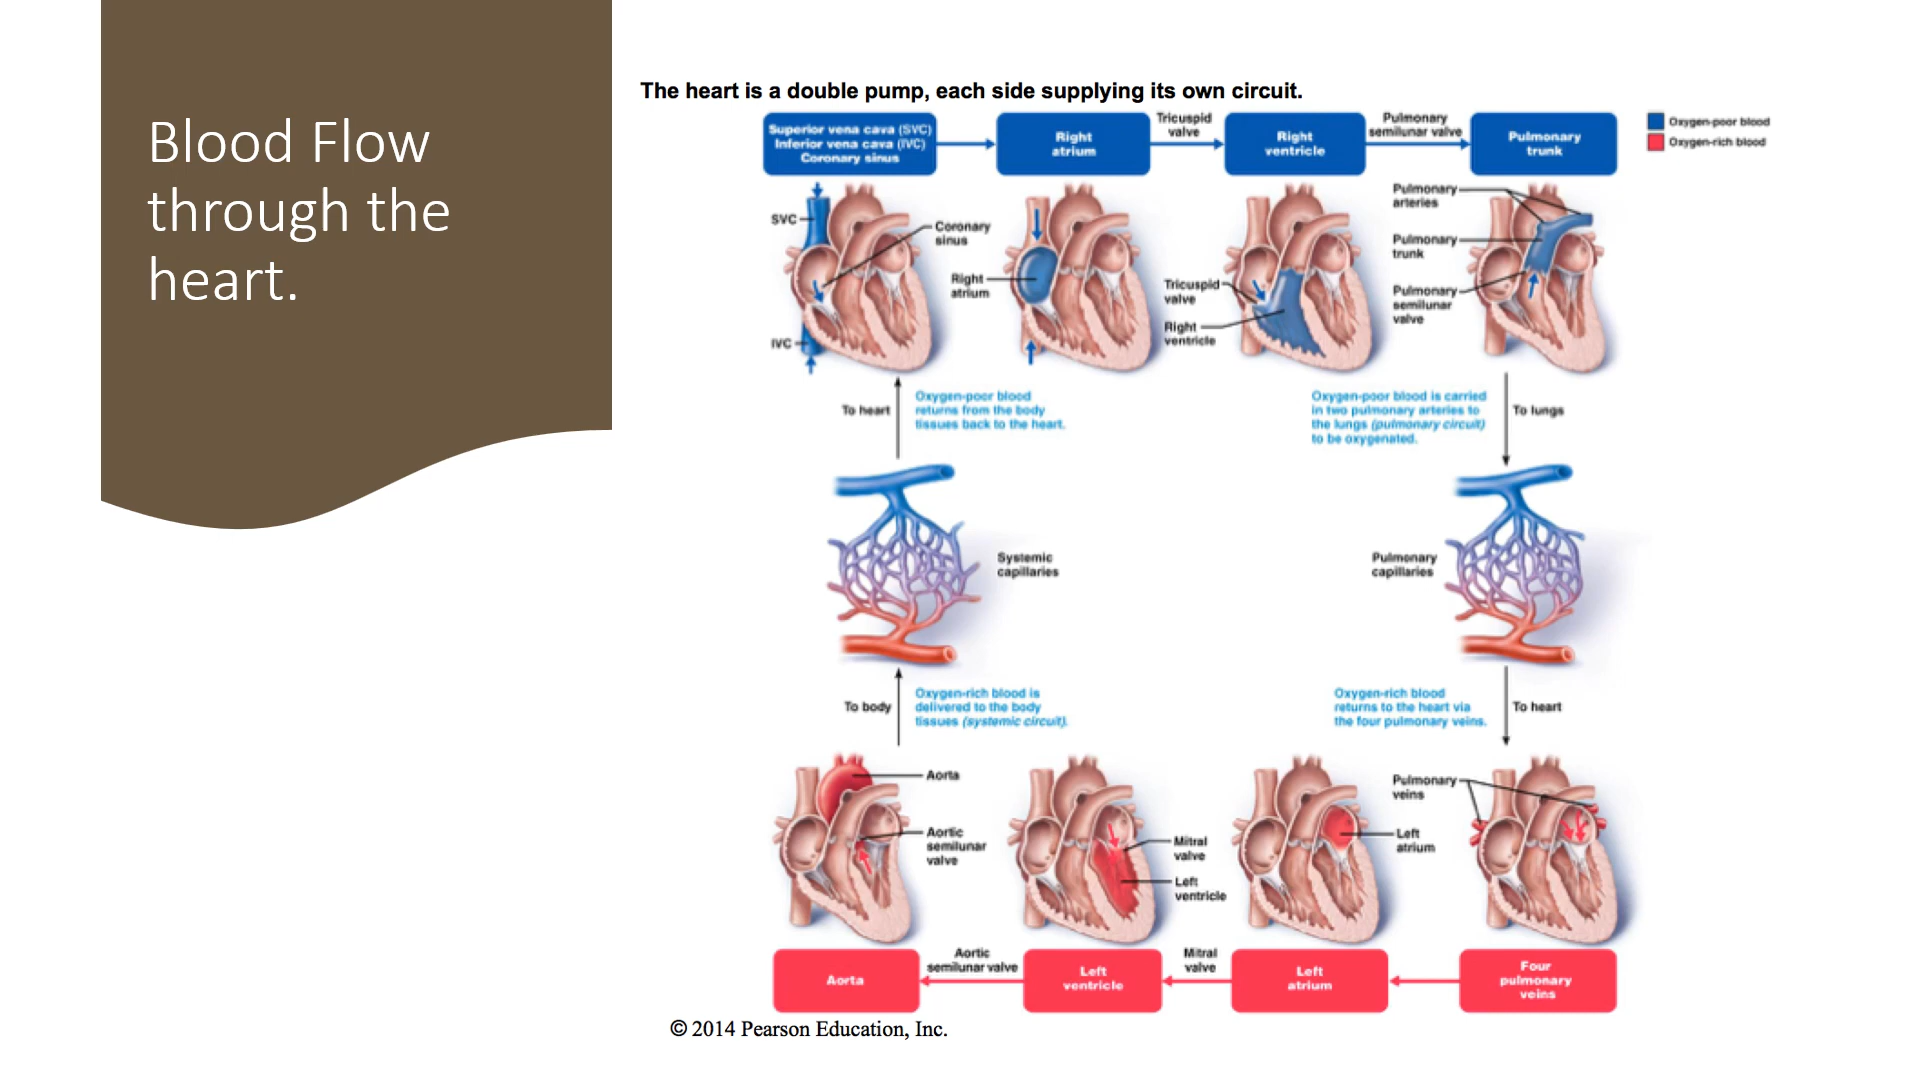 Blood Flow
through the
heart.
The heart is a double pump, each side supplying its own circuit.
Superior vena cava (SVC)
Inferior vena cava (IVC)
Coronary sinus
Right
atrium
Tricuspid
valve
Right
ventricle
Pulmonary
semilunar valve
Pulmonary
trunk
Oxygen-poor blood
Oxygen-rich blood
SVC
Coronary
sinus
IVC
Right
atrium
Tricuspid
valve
Right
ventricle
Pulmonary
arteries
Pulmonary
trunk
Pulmonary
semilunar
valve
To heart
Oxygen-poor blood
returns from the body
tissues back to the heart.
Oxygen-poor blood is carried
in two pulmonary arteries to
the lungs (pulmonary circuit)
to be oxygenated.
To lungs
Systemic
capillaries
Pulmonary
capillaries
To body
Oxygen-rich blood is
delivered to the body
tissues (systemic circuit).
Oxygen-rich blood
returns to the heart via
the four pulmonary veins.
To heart
Aorta
Aortic
semilunar
valve
Mitral
valve
Left
ventricle
Left
atrium
Pulmonary
veins
Aorta
Aortic
semilunar valve
Left
ventricle
Mitral
valve
Left
atrium
Four
pulmonary
veins
© 2014 Pearson Education, Inc.